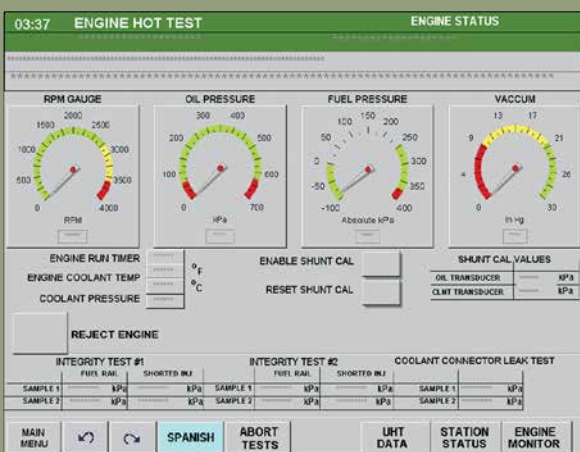 03:37 ENGINE HOT TEST ENGINE STATUS
RPM GAUGE OIL PRESSURE FUEL PRESSURE VACCUM
0 500 1000 1500 2000 2500 3000 3500 4000
RPM
0 100 200 300 400 500 600 700
kPa
-100 -50 0 50 100 150 200 250 300 350 400
Absolute kPa
0 4 9 13 17 21 26 30
In Hg
ENGINE RUN TIMER
ENGINE COOLANT TEMP °F
°C
COOLANT PRESSURE
ENABLE SHUNT CAL
RESET SHUNT CAL
SHUNT CAL VALUES
OIL TRANSDUCER kPa
CLNT TRANSDUCER kPa
REJECT ENGINE
INTEGRITY TEST #1 INTEGRITY TEST #2 COOLANT CONNECTOR LEAK TEST
FUEL RAIL SHORTED INJ FUEL RAIL SHORTED INJ
SAMPLE 1 kPa kPa SAMPLE 1 kPa kPa SAMPLE 1 kPa
SAMPLE 2 kPa kPa SAMPLE 2 kPa kPa SAMPLE 2 kPa
MAIN MENU SPANISH ABORT TESTS UHT DATA STATION STATUS ENGINE MONITOR